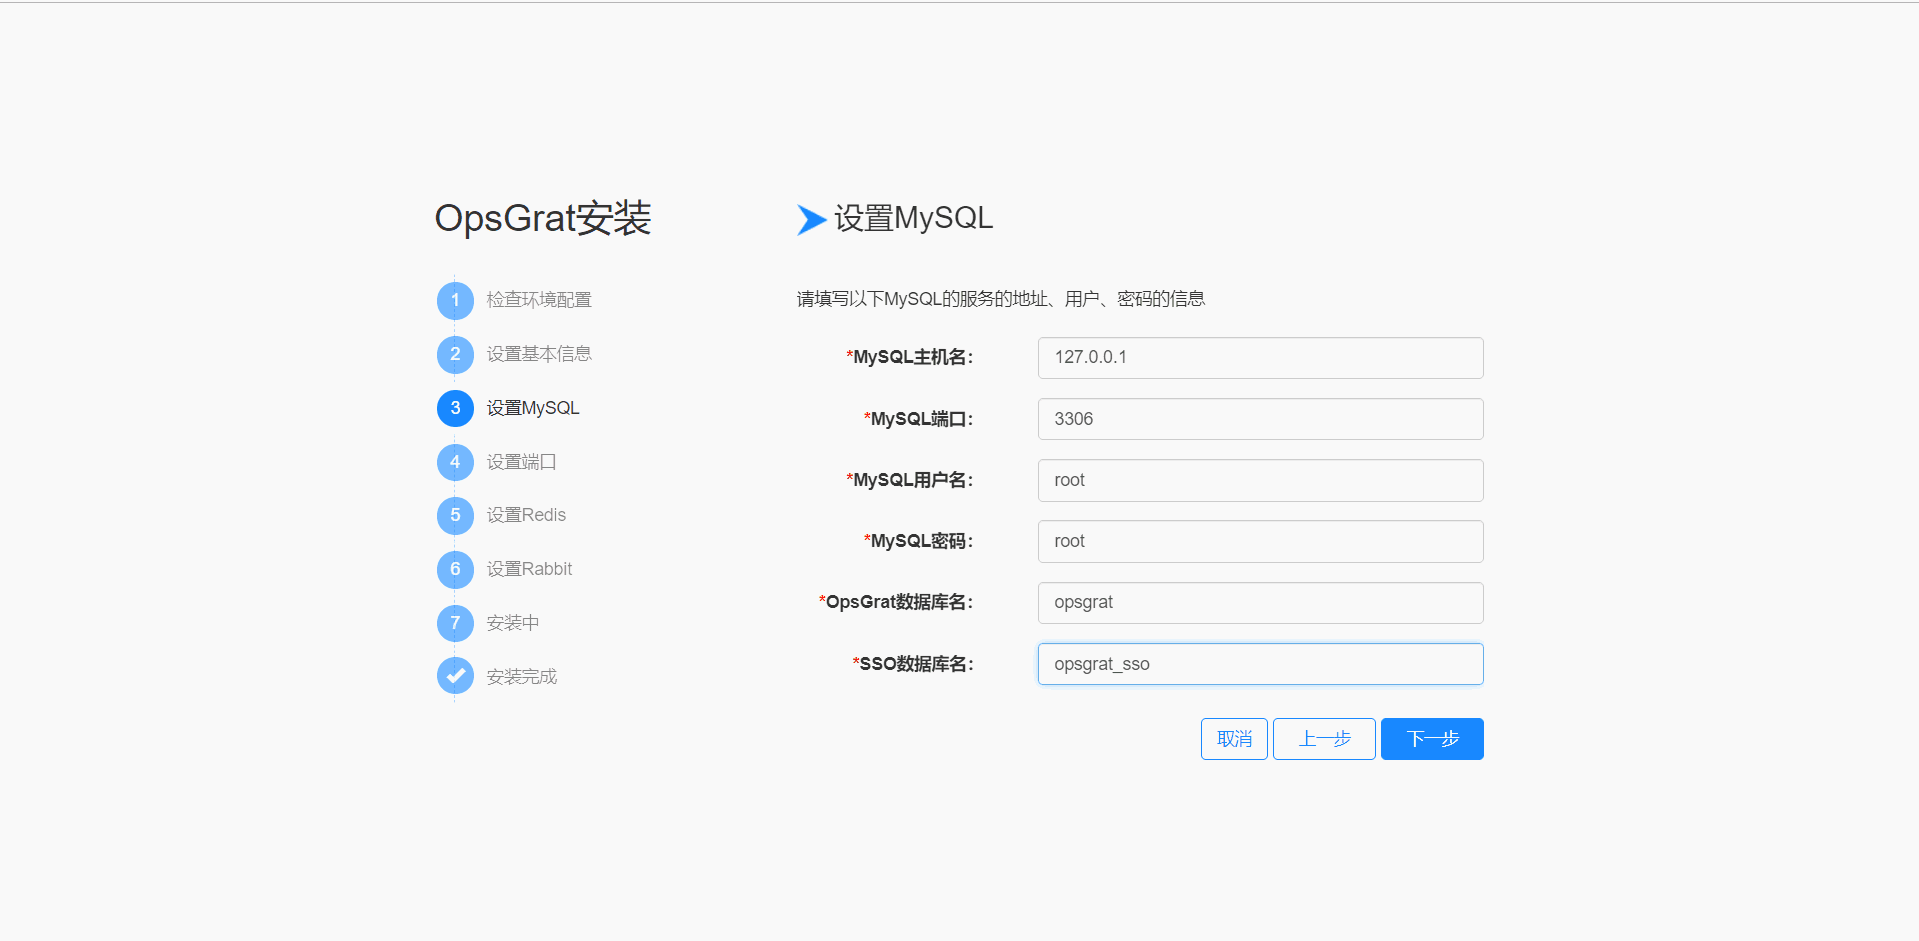 OpsGrat安装
1 检查环境配置
2 设置基本信息
3 设置MySQL
4 设置端口
5 设置Redis
6 设置Rabbit
7 安装中
安装完成
设置MySQL
请填写以下MySQL的服务的地址、用户、密码的信息
*MySQL主机名: 127.0.0.1
*MySQL端口: 3306
*MySQL用户名: root
*MySQL密码: root
*OpsGrat数据库名: opsgrat
*SSO数据库名: opsgrat_sso
取消 上一步 下一步